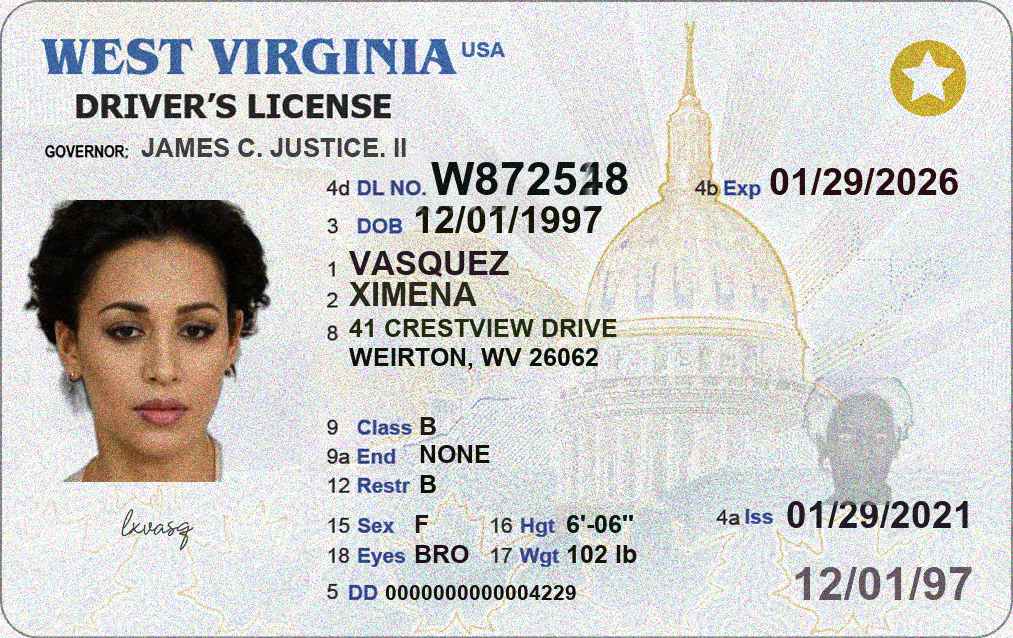 WEST VIRGINIA USA
DRIVER'S LICENSE
GOVERNOR: JAMES C. JUSTICE. II
4d DL NO. 4b Exp 01/29/2026
3 DOB 12/01/1997
1 VASQUEZ
2 XIMENA
8 41 CRESTVIEW DRIVE
WEIRTON, WV 26062
9 Class B
9a End NONE
12 Restr B
lxvasq
15 Sex F 16 Hgt 6'-06"
4a Iss 01/29/2021
18 Eyes BRO 17 Wgt 102 lb
5 DD 0000000000004229
12/01/97